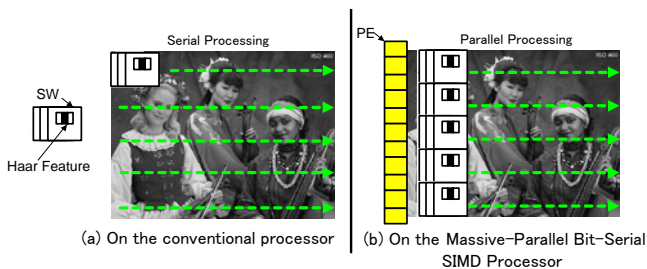 Serial Processing
SW
Haar Feature
(a) On the conventional processor
PE
Parallel Processing
(b) On the Massive-Parallel Bit-Serial
SIMD Processor